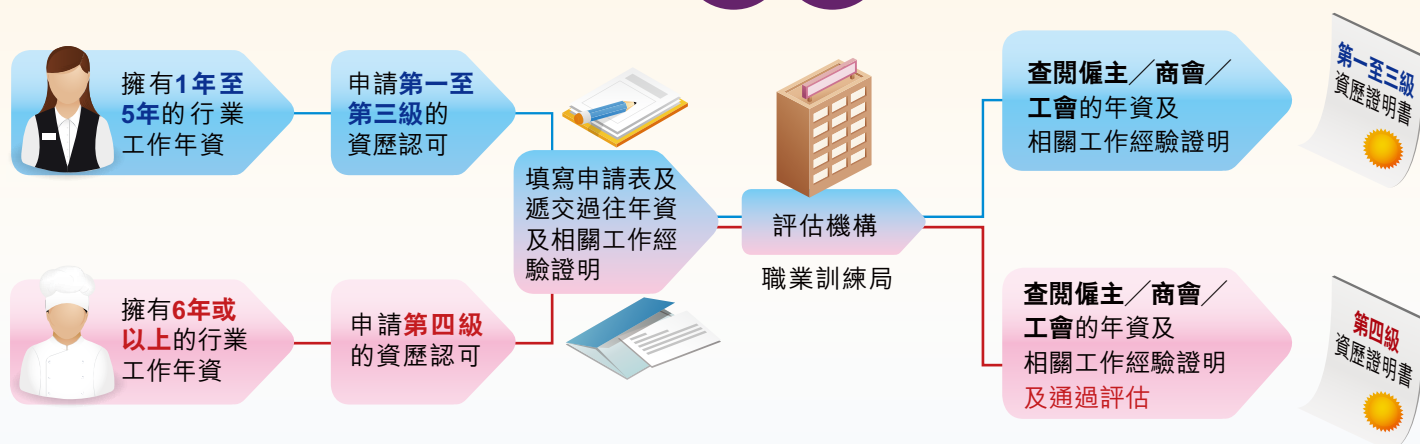 擁有1年至
5年的行業
工作年資
申請第一至
第三級的
資歷認可
填寫申請表及
遞交過往年資
及相關工作經
驗證明
評估機構
職業訓練局
查閱僱主／商會／
工會的年資及
相關工作經驗證明
第一至三級
資歷證明書
擁有6年或
以上的行業
工作年資
申請第四級
的資歷認可
查閱僱主／商會／
工會的年資及
相關工作經驗證明
及通過評估
第四級
資歷證明書